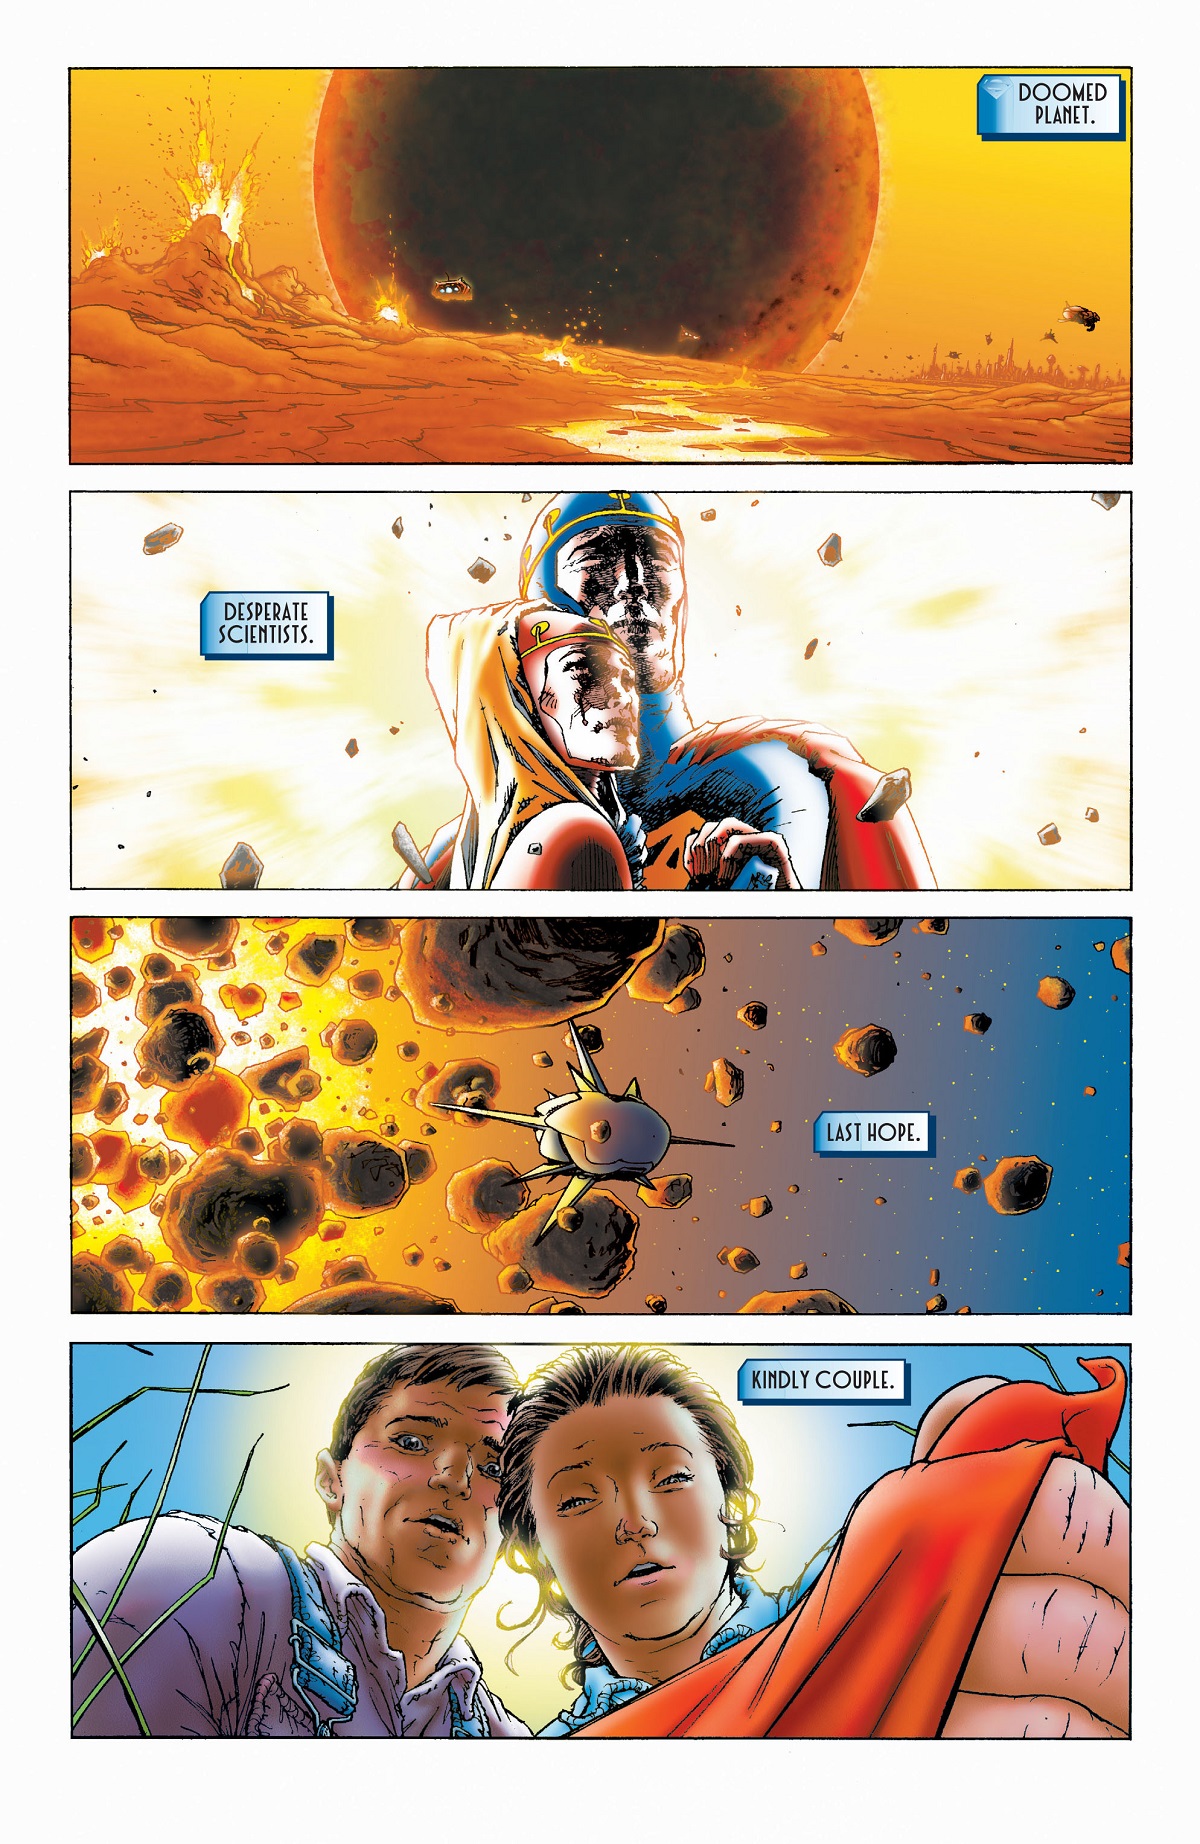 DOOMED
PLANET.
DESPERATE
SCIENTISTS.
LAST HOPE.
KINDLY COUPLE.